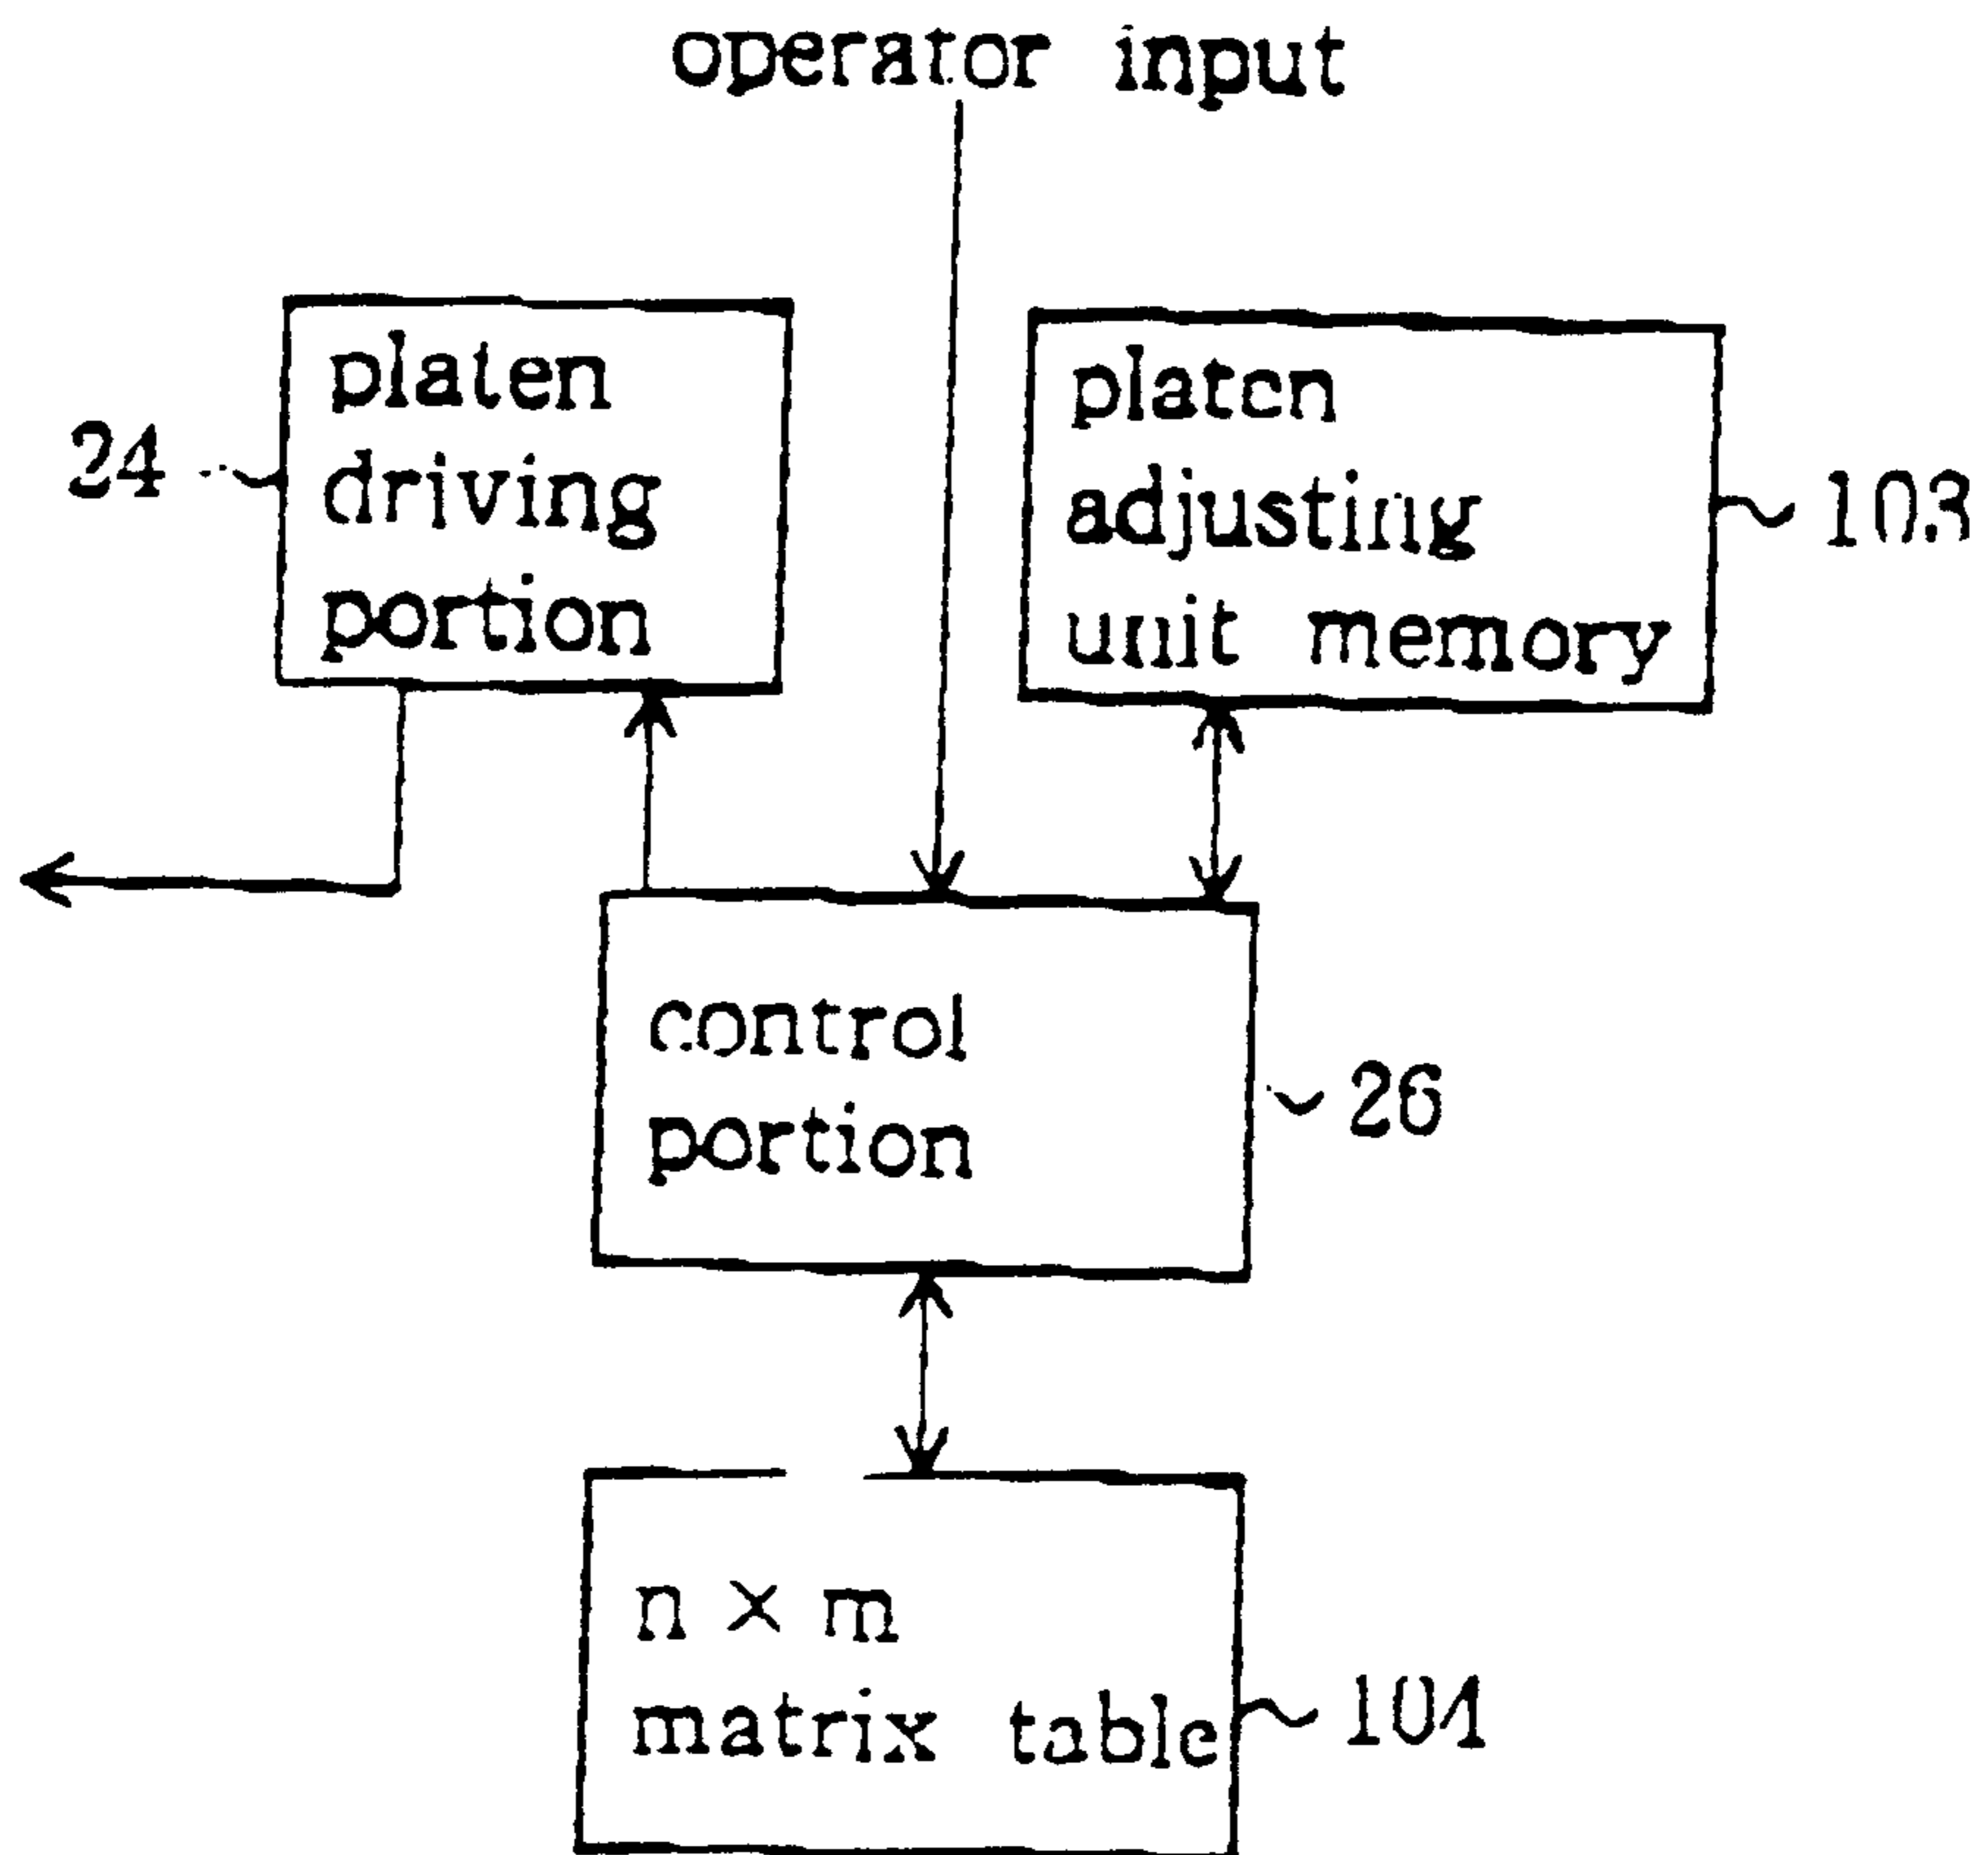 operator input
platen
driving
portion
24
platen
adjusting
unit memory
103
control
portion
26
n × m
matrix table
104